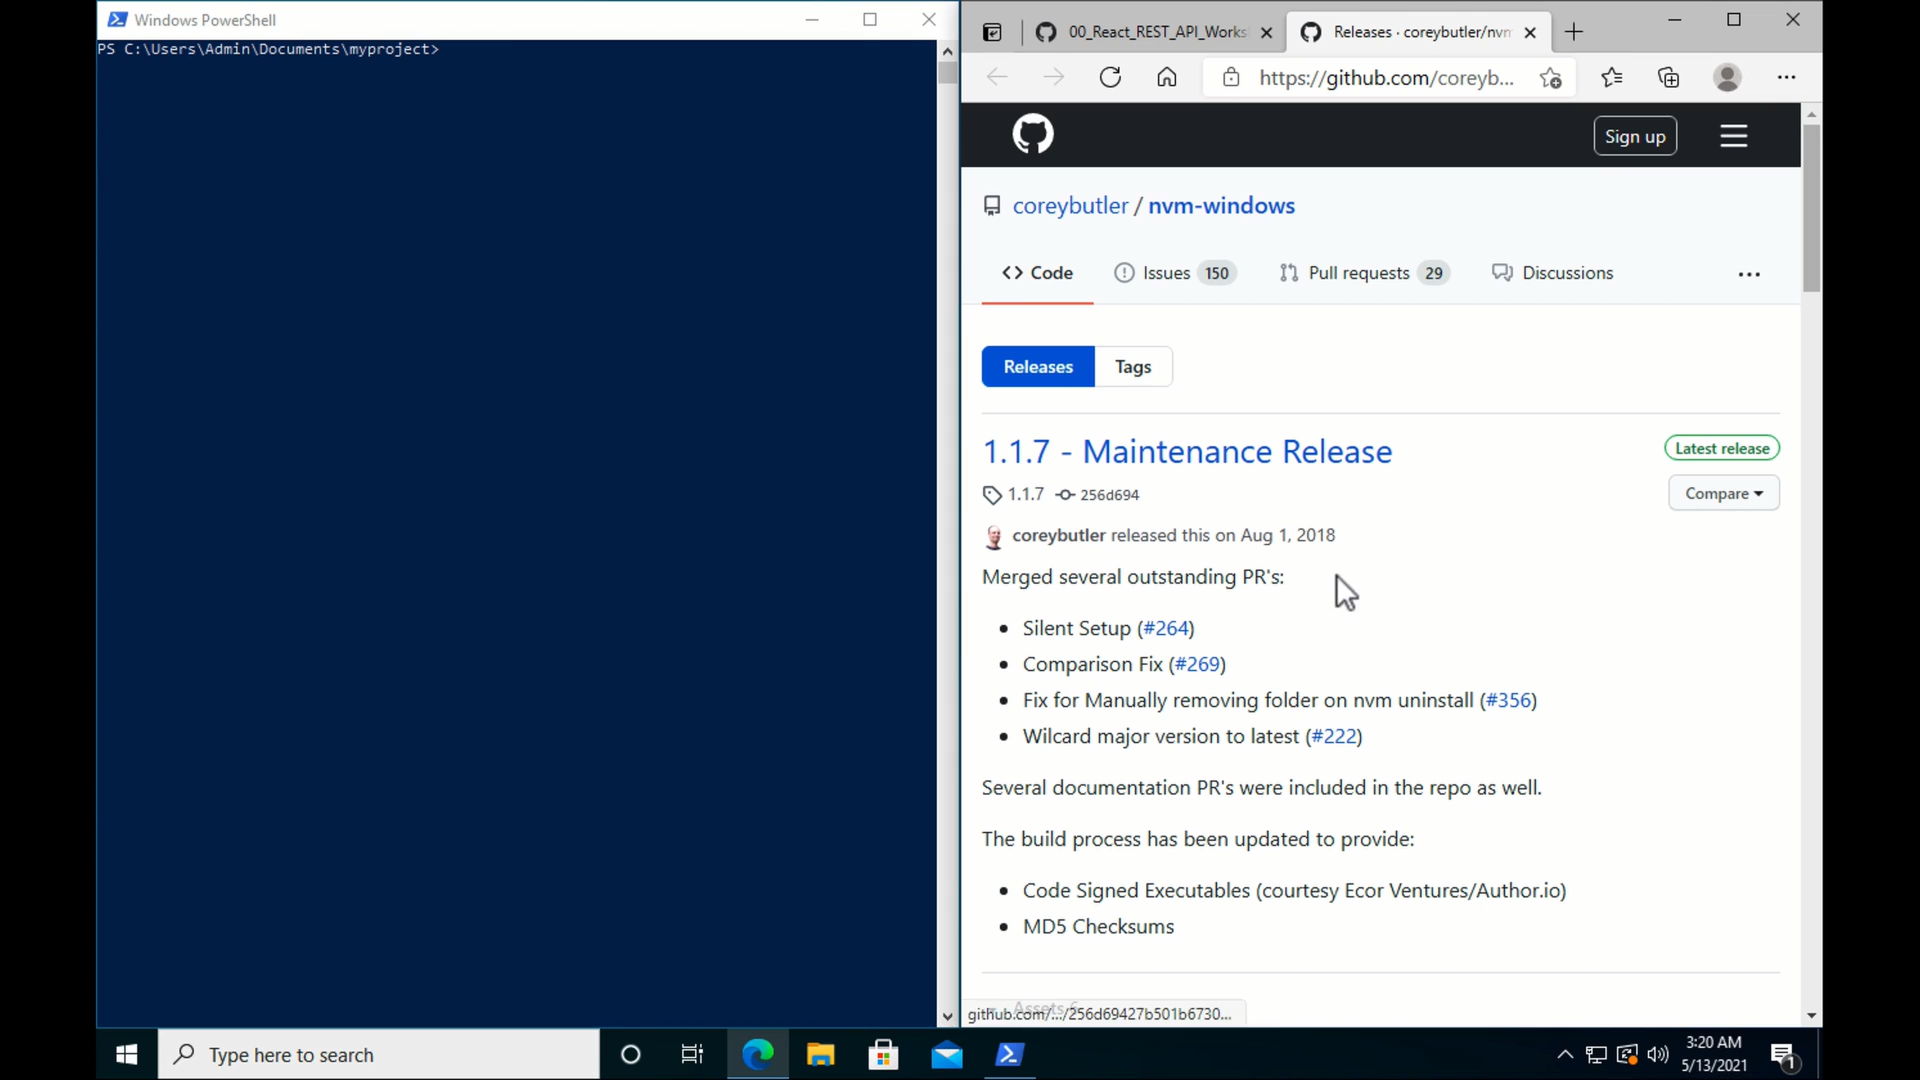 Windows PowerShell
PS C:\Users\Admin\Documents\myproject>
00_React_REST_API_Works
Releases · coreybutler/nvm
https://github.com/coreyb...
Sign up
coreybutler / nvm-windows
Code
Issues 150
Pull requests 29
Discussions
Releases
Tags
1.1.7 - Maintenance Release
Latest release
1.1.7 256d694
Compare
coreybutler released this on Aug 1, 2018
Merged several outstanding PR's:
• Silent Setup (#264)
• Comparison Fix (#269)
• Fix for Manually removing folder on nvm uninstall (#356)
• Wilcard major version to latest (#222)
Several documentation PR's were included in the repo as well.
The build process has been updated to provide:
• Code Signed Executables (courtesy Ecor Ventures/Author.io)
• MD5 Checksums
Assets 6
github.com/.../256d69427b501b6730...
Type here to search
3:20 AM
5/13/2021
1